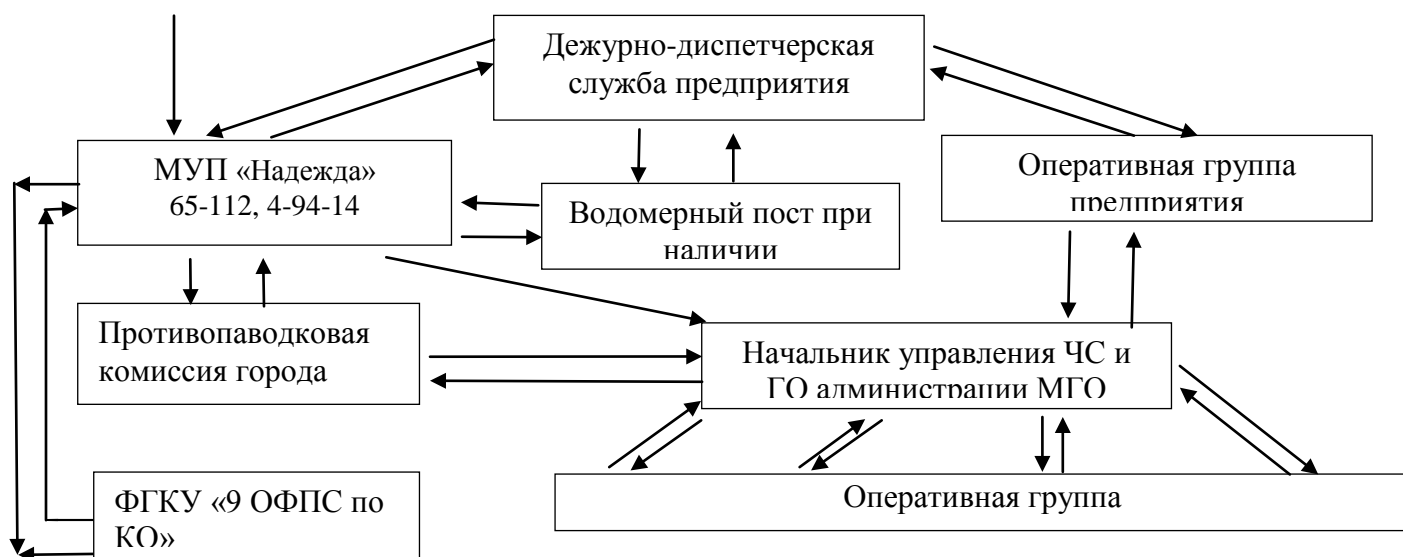 Дежурно-диспетчерская
служба предприятия
МУП «Надежда»
65-112, 4-94-14
Оперативная группа
предприятия
Водомерный пост при
наличии
Противопаводковая
комиссия города
Начальник управления ЧС и
ГО администрации МГО
ФГКУ «9 ОФПС по
КО»
Оперативная группа